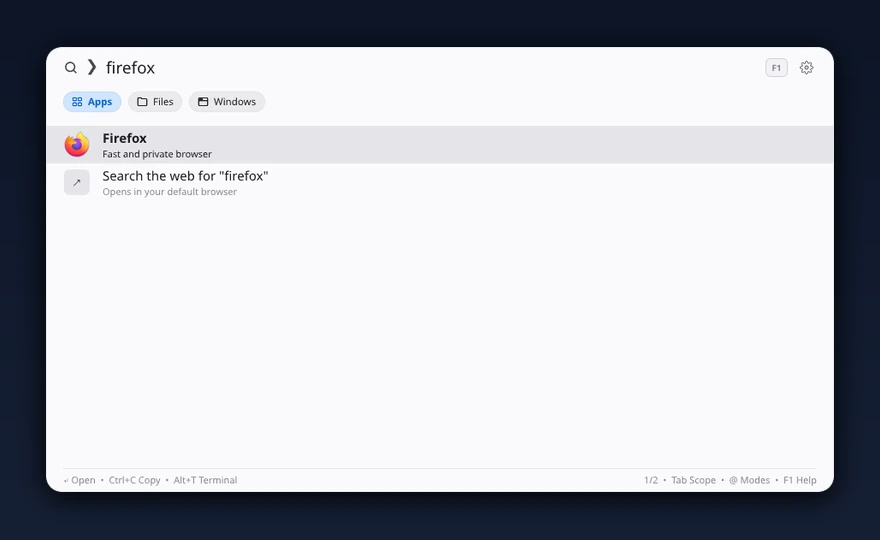 ❯ firefox F1
Apps Files Windows
Firefox
Fast and private browser
Search the web for "firefox"
Opens in your default browser
↵ Open • Ctrl+C Copy • Alt+T Terminal 1/2 • Tab Scope • @ Modes • F1 Help